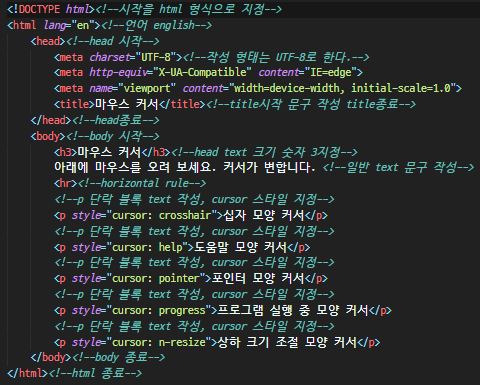 <!DOCTYPE html><!--시작을 html 형식으로 지정-->
<html lang="en"><!--언어 english-->
<head><!--head 시작-->
<meta charset="UTF-8"><!--작성 형태는 UTF-8로 한다.-->
<meta http-equiv="X-UA-Compatible" content="IE=edge">
<meta name="viewport" content="width=device-width, initial-scale=1.0">
<title>마우스 커서</title><!--title시작 문구 작성 title종료-->
</head><!--head종료-->
<body><!--body 시작-->
<h3>마우스 커서</h3><!--head text 크기 숫자 3지정-->
아래에 마우스를 오려 보세요. 커서가 변합니다. <!--일반 text 문구 작성-->
<hr><!--horizontal rule-->
<!--p 단락 블록 text 작성, cursor 스타일 지정-->
<p style="cursor: crosshair">십자 모양 커서</p>
<!--p 단락 블록 text 작성, cursor 스타일 지정-->
<p style="cursor: help">도움말 모양 커서</p>
<!--p 단락 블록 text 작성, cursor 스타일 지정-->
<p style="cursor: pointer">포인터 모양 커서</p>
<!--p 단락 블록 text 작성, cursor 스타일 지정-->
<p style="cursor: progress">프로그램 실행 중 모양 커서</p>
<!--p 단락 블록 text 작성, cursor 스타일 지정-->
<p style="cursor: n-resize">상하 크기 조절 모양 커서</p>
</body><!--body 종료-->
</html><!--html 종료-->